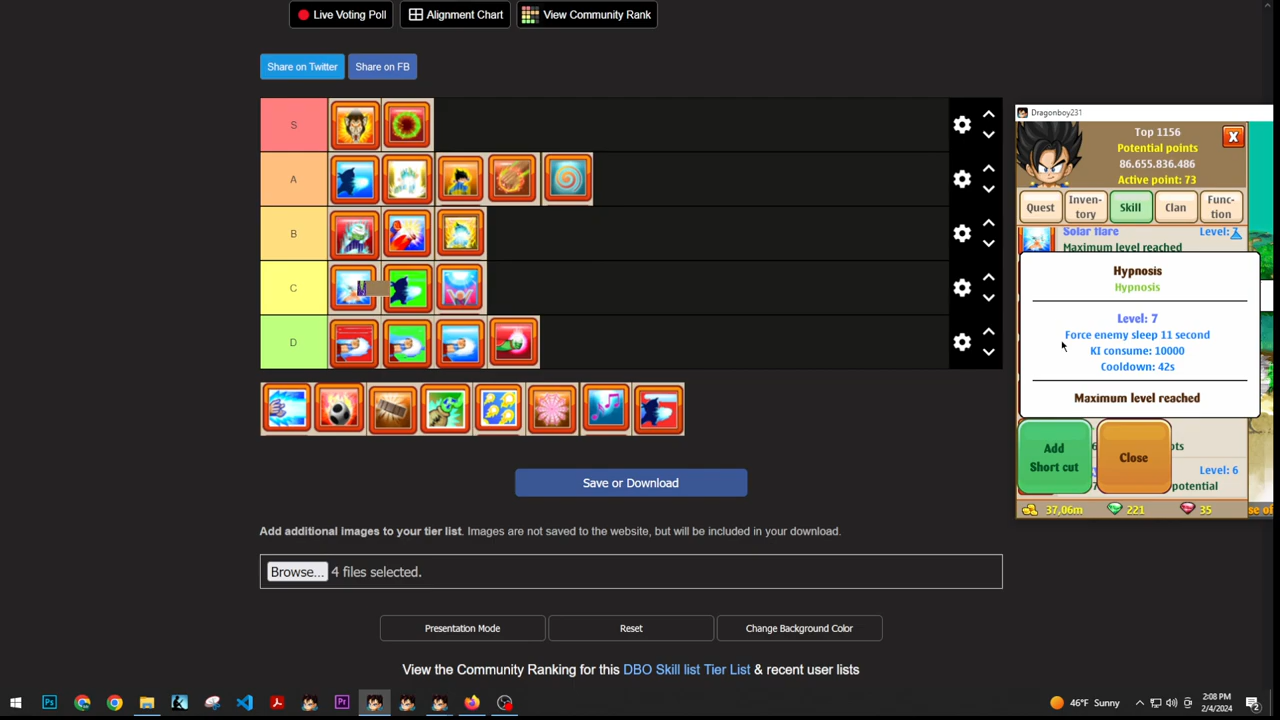 Live Voting Poll
Alignment Chart
View Community Rank
Share on Twitter
Share on FB
S
A
B
C
D
Save or Download
Add additional images to your tier list. Images are not saved to the website, but will be included in your download.
Browse... 4 files selected.
Presentation Mode
Reset
Change Background Color
View the Community Ranking for this DBO Skill list Tier List & recent user lists
Dragonboy231
Top 1156
Potential points
86.655.836.486
Active point: 73
Quest
Inven-
tory
Skill
Clan
Func-
tion
Solar flare
Level: 7
Maximum level reached
Hypnosis
Hypnosis
Level: 7
Force enemy sleep 11 second
KI consume: 10000
Cooldown: 42s
Maximum level reached
Level: 6
potential
Add
Short cut
Close
37,06m
221
35
46°F Sunny
2:08 PM
2/4/2024